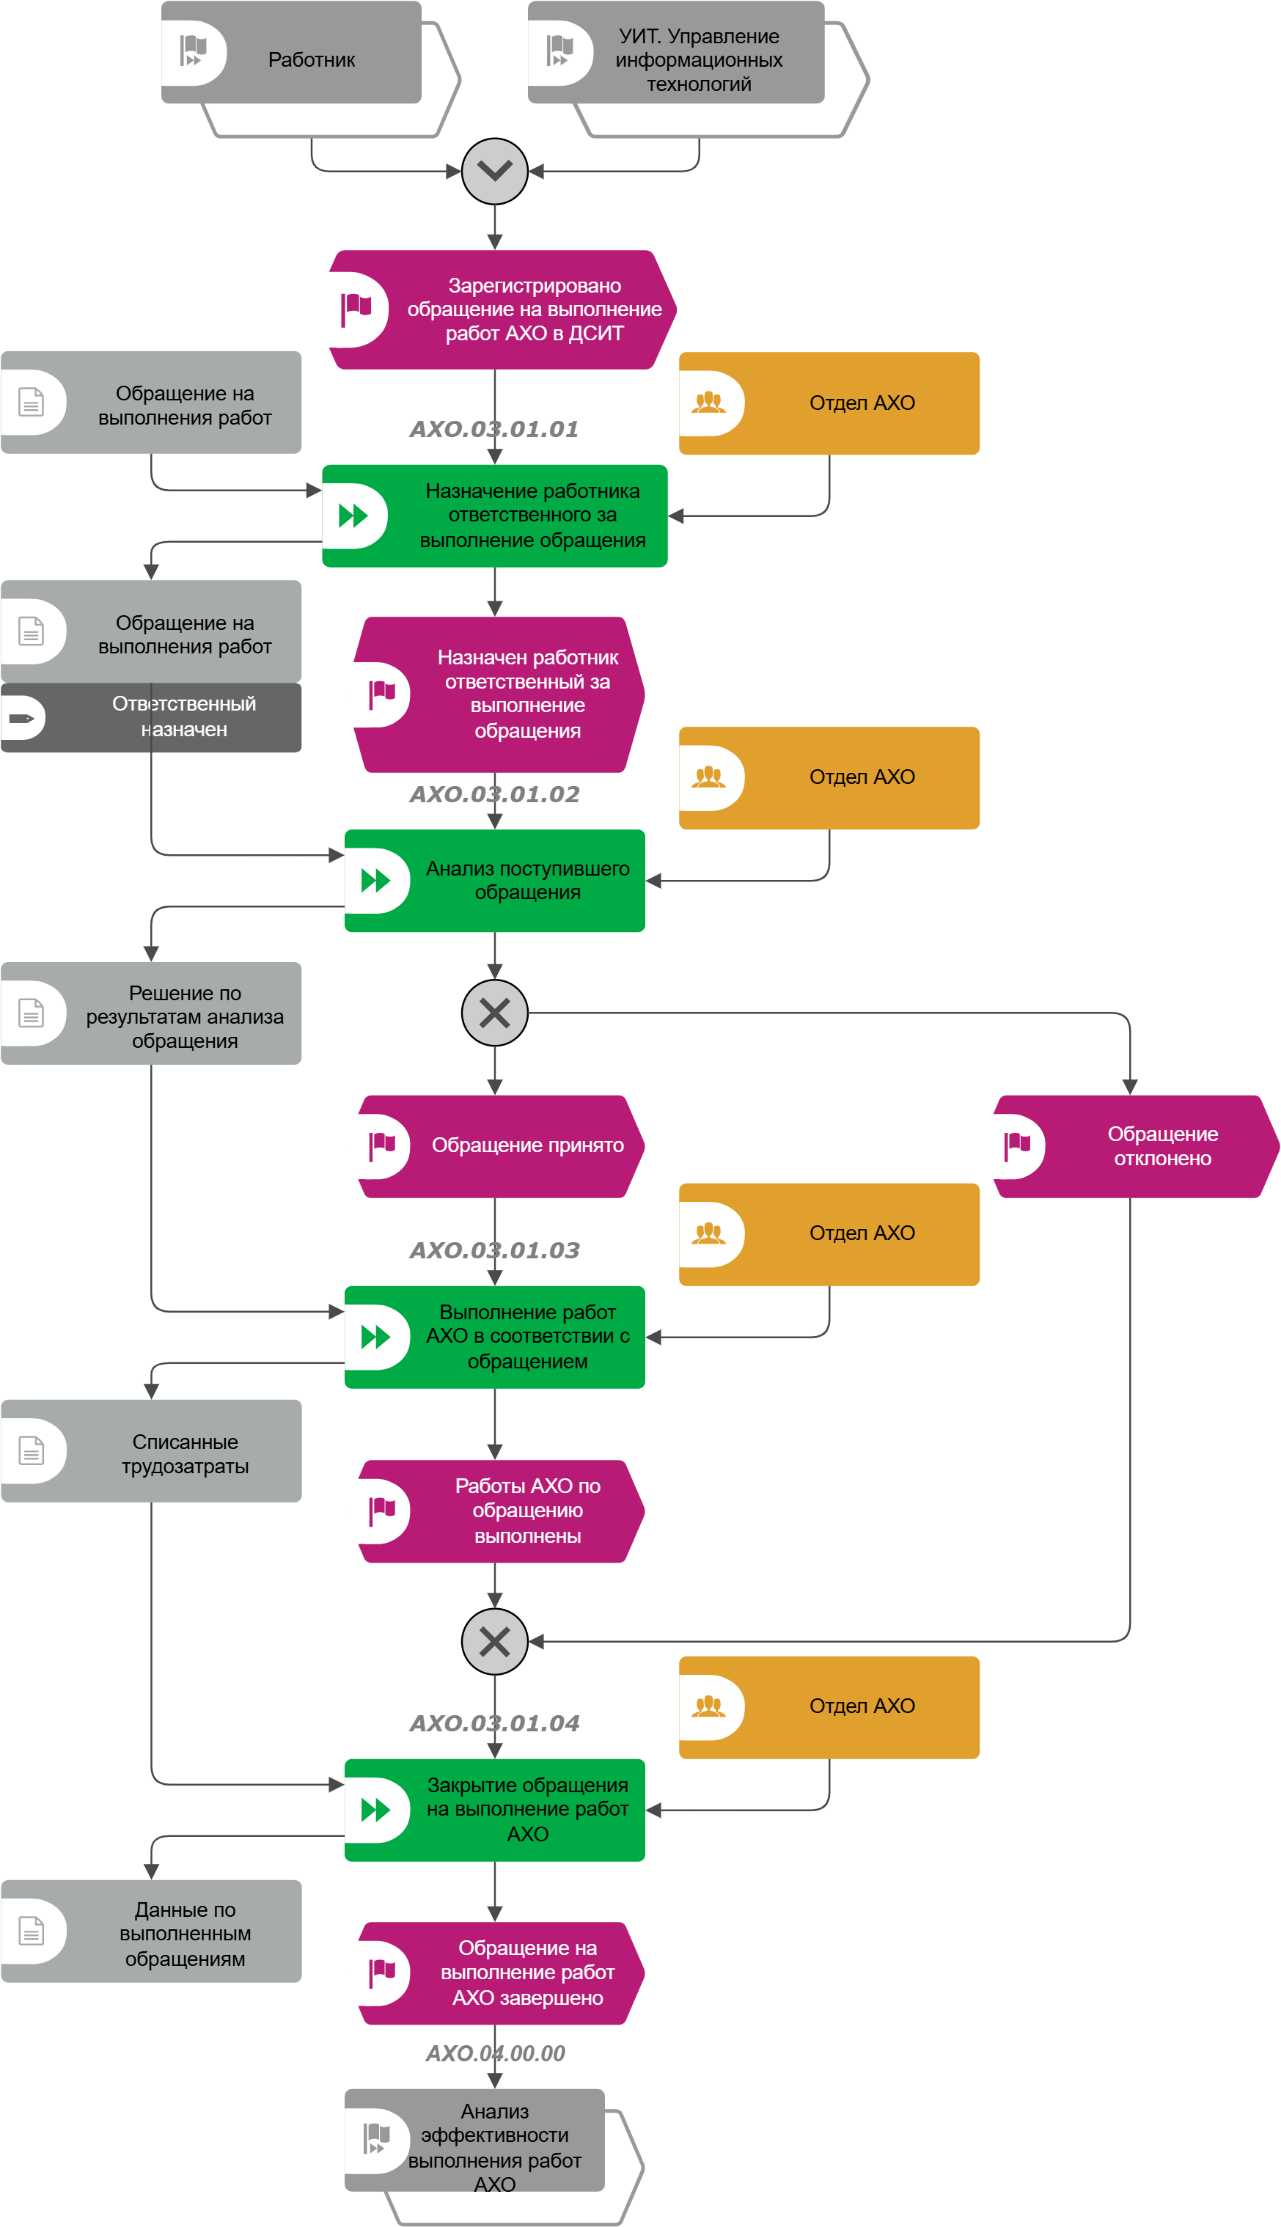 Работник
УИТ. Управление
информационных
технологий
Зарегистрировано
обращение на выполнение
работ АХО в ДСИТ
Обращение на
выполнения работ
Отдел АХО
АХО.03.01.01
Назначение работника
ответственного за
выполнение обращения
Обращение на
выполнения работ
Ответственный
назначен
Назначен работник
ответственный за
выполнение
обращения
Отдел АХО
АХО.03.01.02
Анализ поступившего
обращения
Решение по
результатам анализа
обращения
Обращение принято
Обращение
отклонено
Отдел АХО
АХО.03.01.03
Выполнение работ
АХО в соответствии с
обращением
Списанные
трудозатраты
Работы АХО по
обращению
выполнены
Отдел АХО
АХО.03.01.04
Закрытие обращения
на выполнение работ
АХО
Данные по
выполненным
обращениям
Обращение на
выполнение работ
АХО завершено
АХО.04.00.00
Анализ
эффективности
выполнения работ
АХО